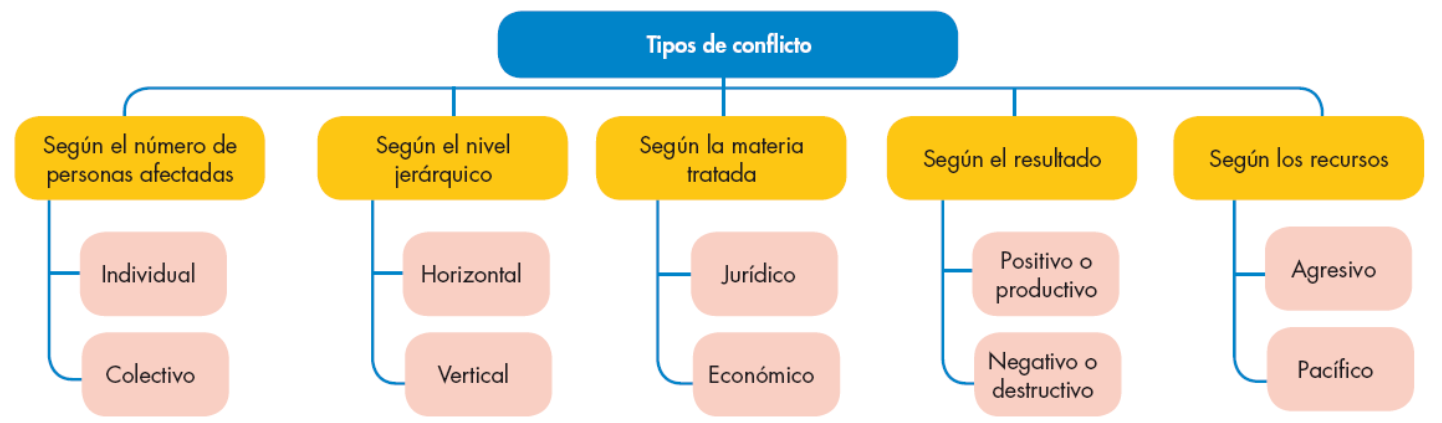 Tipos de conflicto
Según el número de
personas afectadas
Individual
Colectivo
Según el nivel
jerárquico
Horizontal
Vertical
Según la materia
tratada
Jurídico
Económico
Según el resultado
Positivo o
productivo
Negativo o
destructivo
Según los recursos
Agresivo
Pacífico